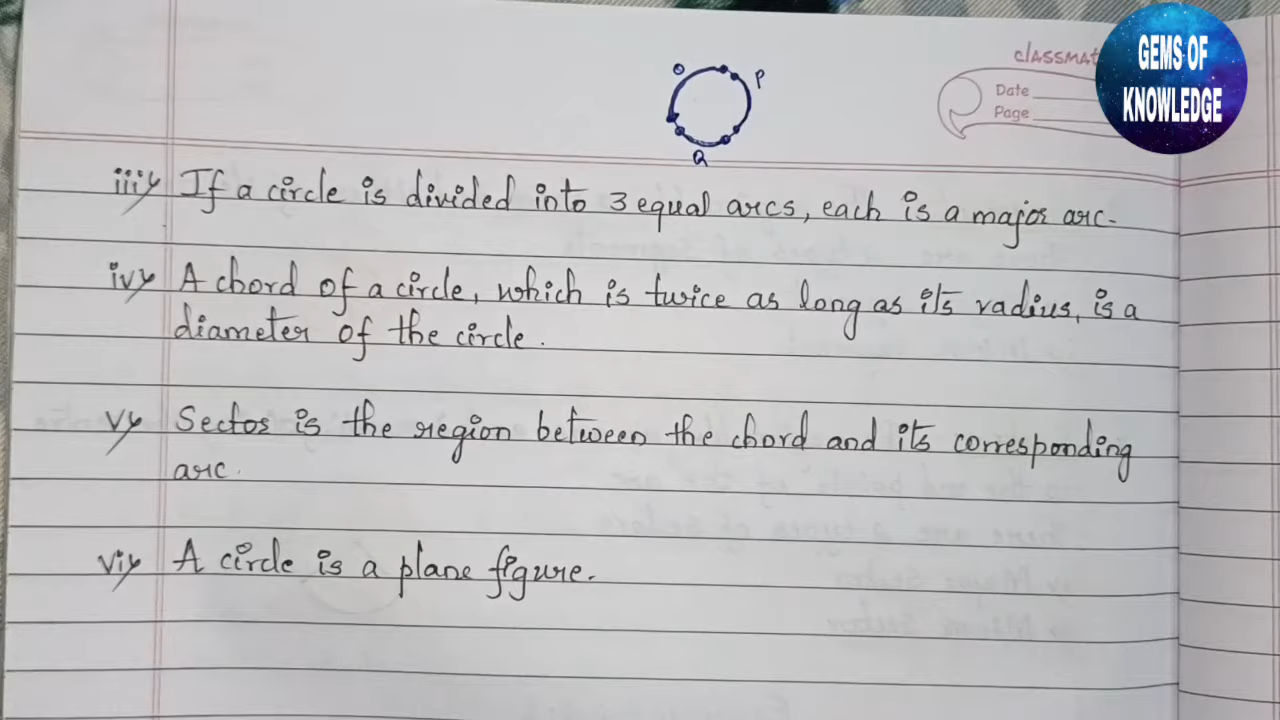 classmat
Date
Page
GEMS OF
KNOWLEDGE
O
P
Q
iii) If a circle is divided into 3 equal arcs, each is a major arc.
iv) A chord of a circle, which is twice as long as its radius, is a
diameter of the circle.
v) Sector is the region between the chord and its corresponding
arc.
vi) A circle is a plane figure.